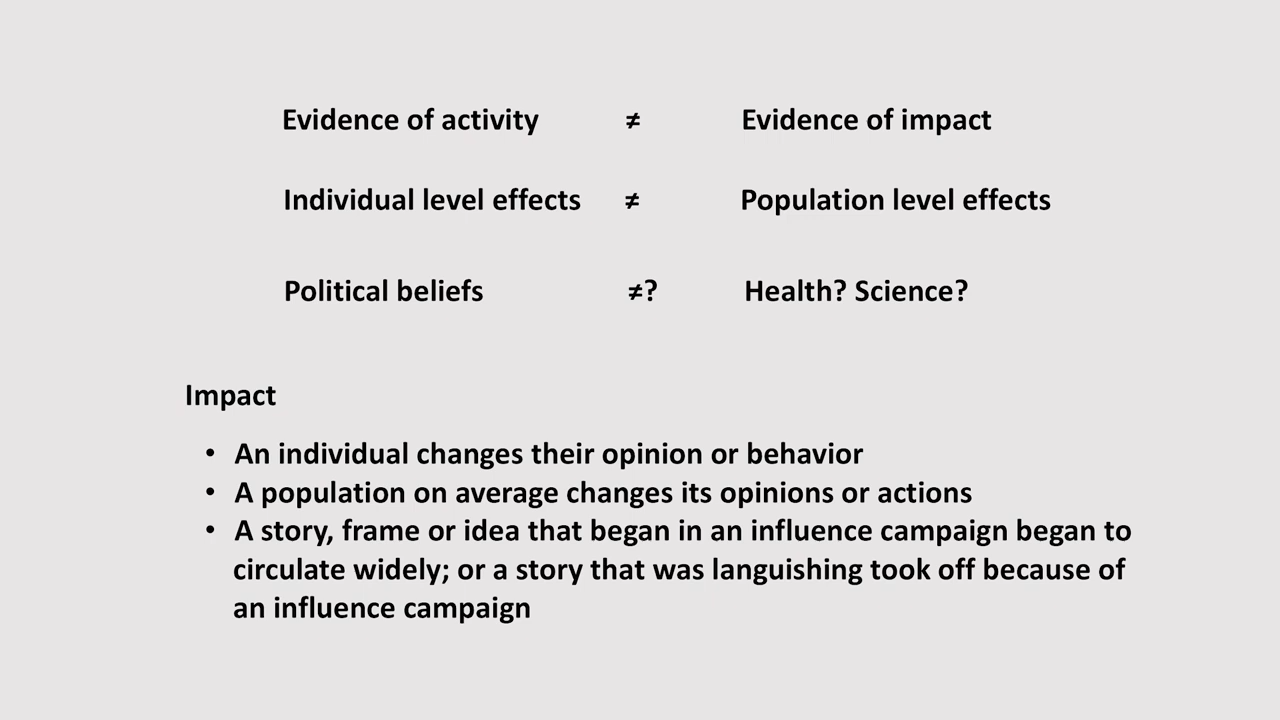 Evidence of activity ≠ Evidence of impact
Individual level effects ≠ Population level effects
Political beliefs ≠? Health? Science?
Impact
• An individual changes their opinion or behavior
• A population on average changes its opinions or actions
• A story, frame or idea that began in an influence campaign began to
circulate widely; or a story that was languishing took off because of
an influence campaign